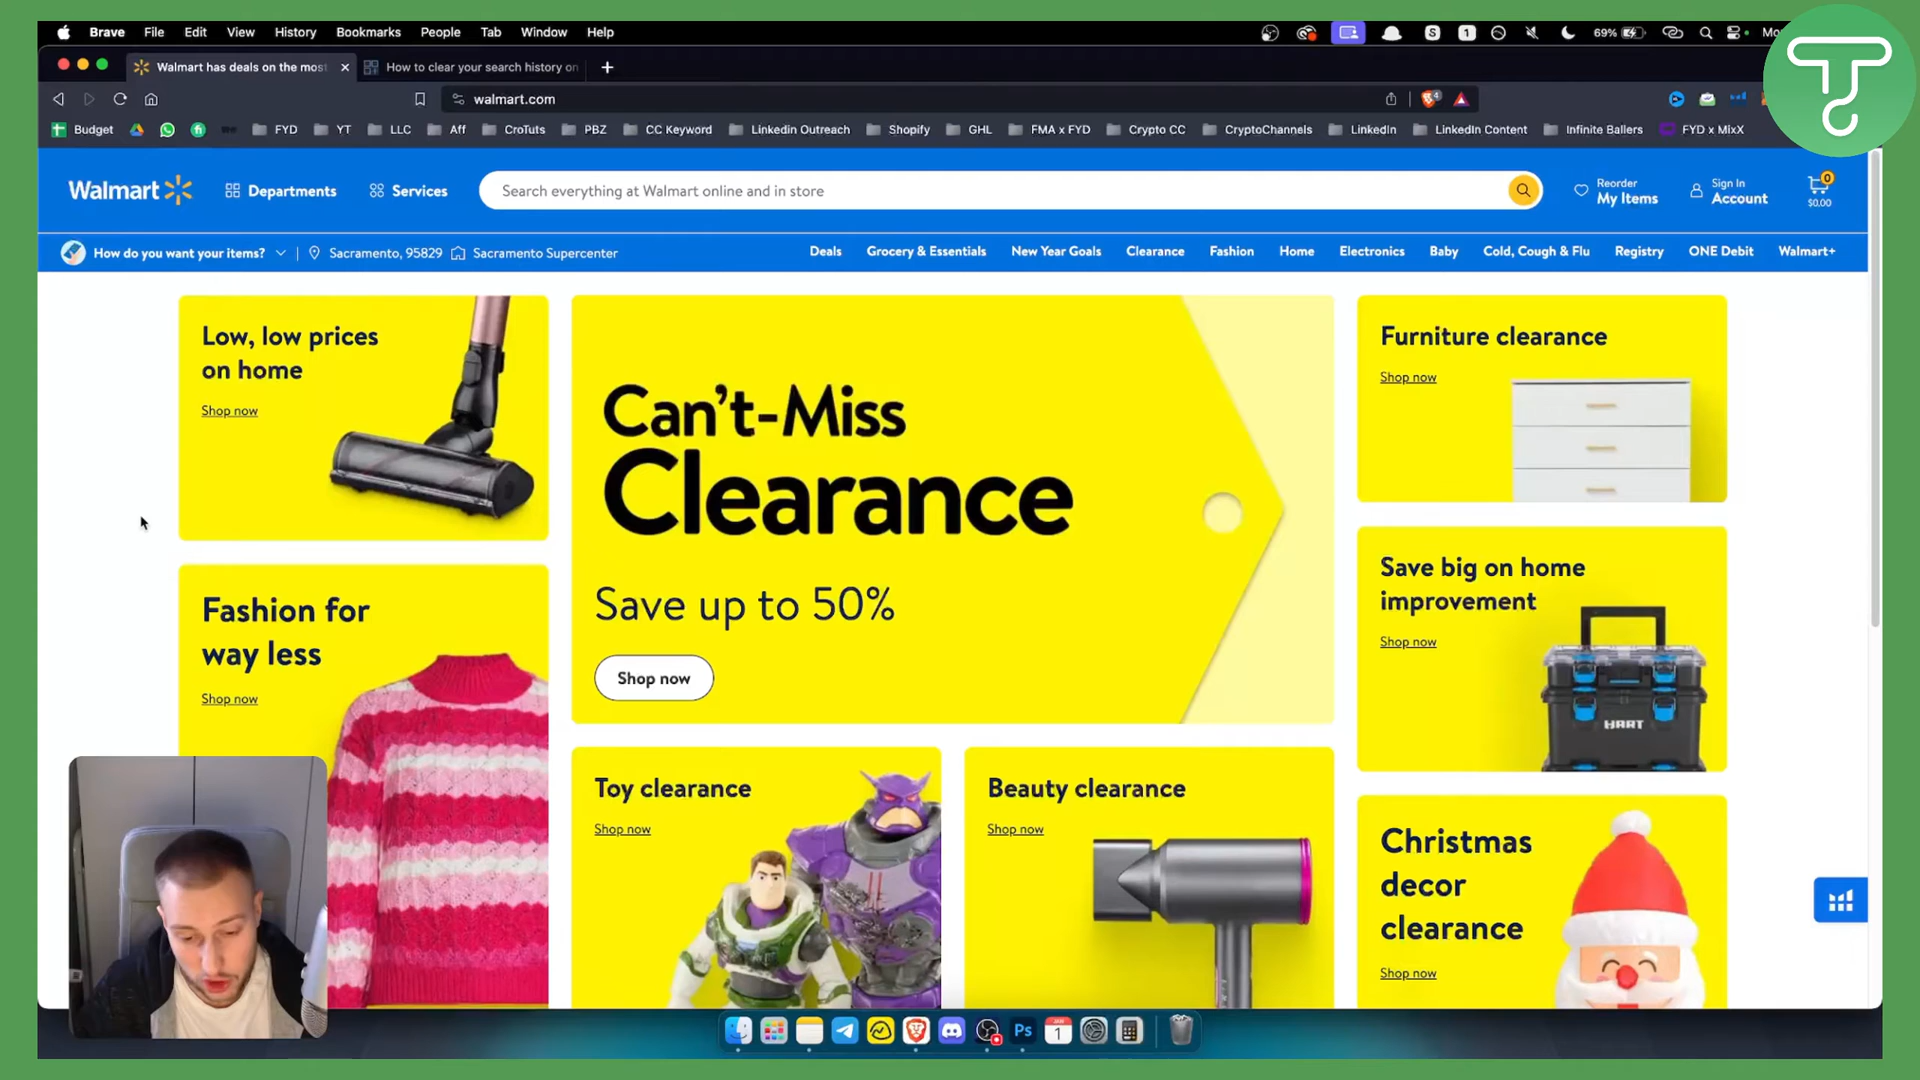 Brave File Edit View History Bookmarks People Tab Window Help
S 1 69%
Walmart has deals on the most
How to clear your search history on
walmart.com
4
Budget FYD YT LLC Aff CroTuts PBZ CC Keyword Linkedin Outreach Shopify GHL FMA x FYD Crypto CC CryptoChannels LinkedIn LinkedIn Content Infinite Ballers FYD x MixX
Walmart
Departments
Services
Search everything at Walmart online and in store
Reorder
My Items
Sign In
Account
0
$0.00
How do you want your items?
Sacramento, 95829
Sacramento Supercenter
Deals Grocery & Essentials New Year Goals Clearance Fashion Home Electronics Baby Cold, Cough & Flu Registry ONE Debit Walmart+
Low, low prices
on home
Shop now
Can't-Miss
Clearance
Save up to 50%
Shop now
Furniture clearance
Shop now
Save big on home
improvement
Shop now
HART
Fashion for
way less
Shop now
Toy clearance
Shop now
Beauty clearance
Shop now
Christmas
decor
clearance
Shop now
Ps
JAN
1